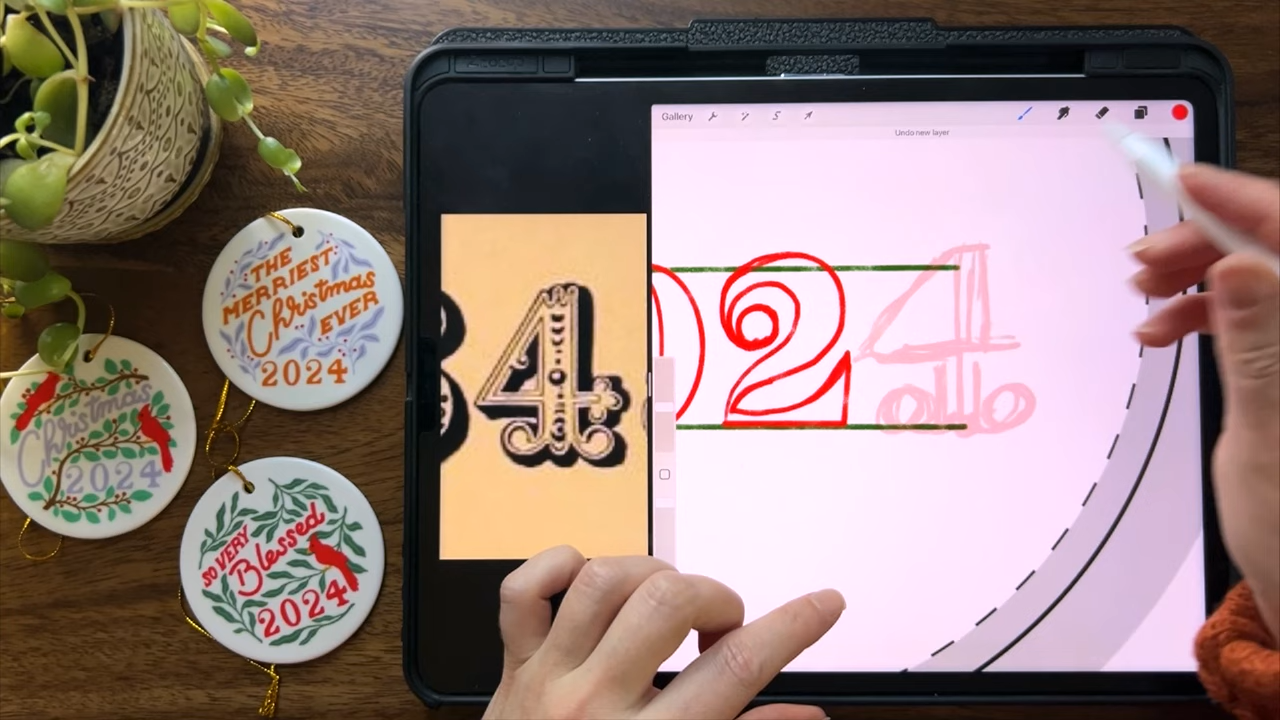 THE
MERRIEST
Christmas
EVER
2024
Christmas
2024
SO VERY
Blessed
2024
4
Gallery
Undo new layer
024